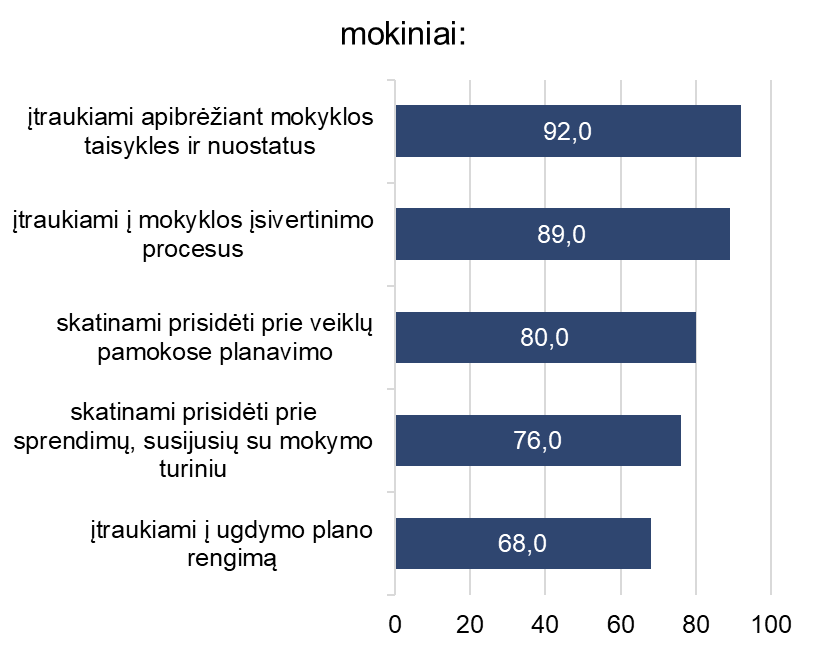 mokiniai:
įtraukiami apibrėžiant mokyklos
taisykles ir nuostatus
92,0
įtraukiami į mokyklos įsivertinimo
procesus
89,0
skatinami prisidėti prie veiklų
pamokose planavimo
80,0
skatinami prisidėti prie
sprendimų, susijusių su mokymo
turiniu
76,0
įtraukiami į ugdymo plano
rengimą
68,0
0 20 40 60 80 100